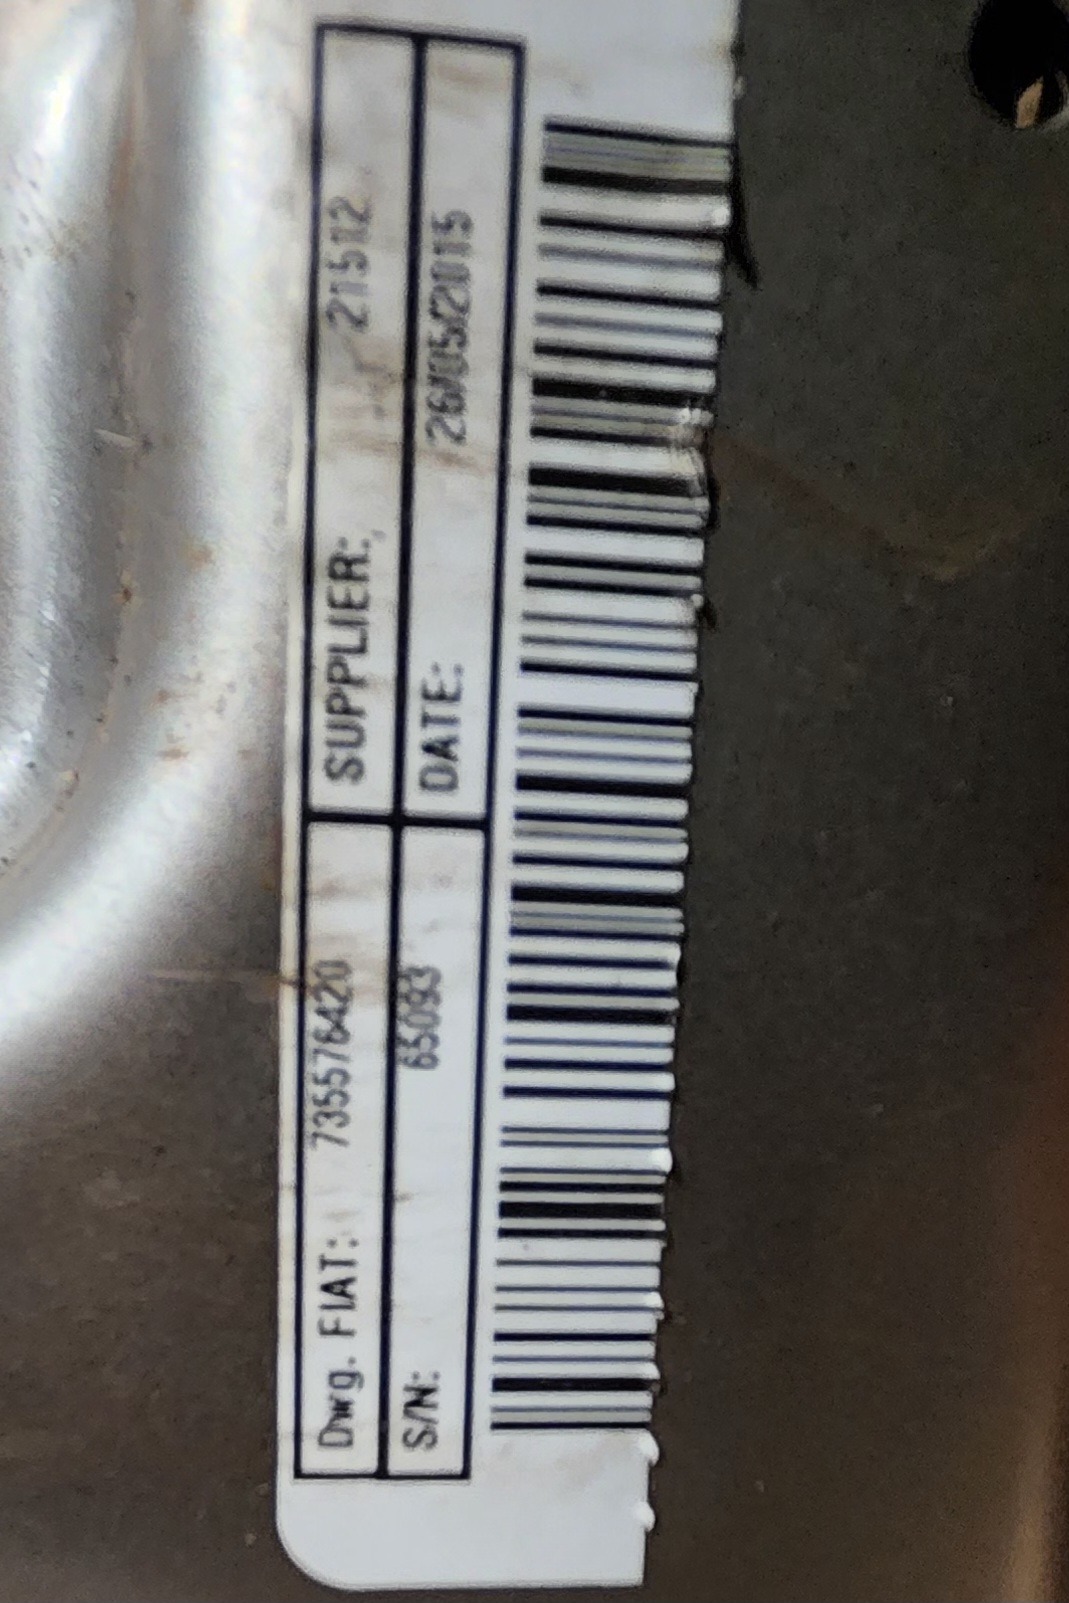 Dwg. FIAT: 735576420 SUPPLIER: 21512
S/N: 65093 DATE: 26/05/2015